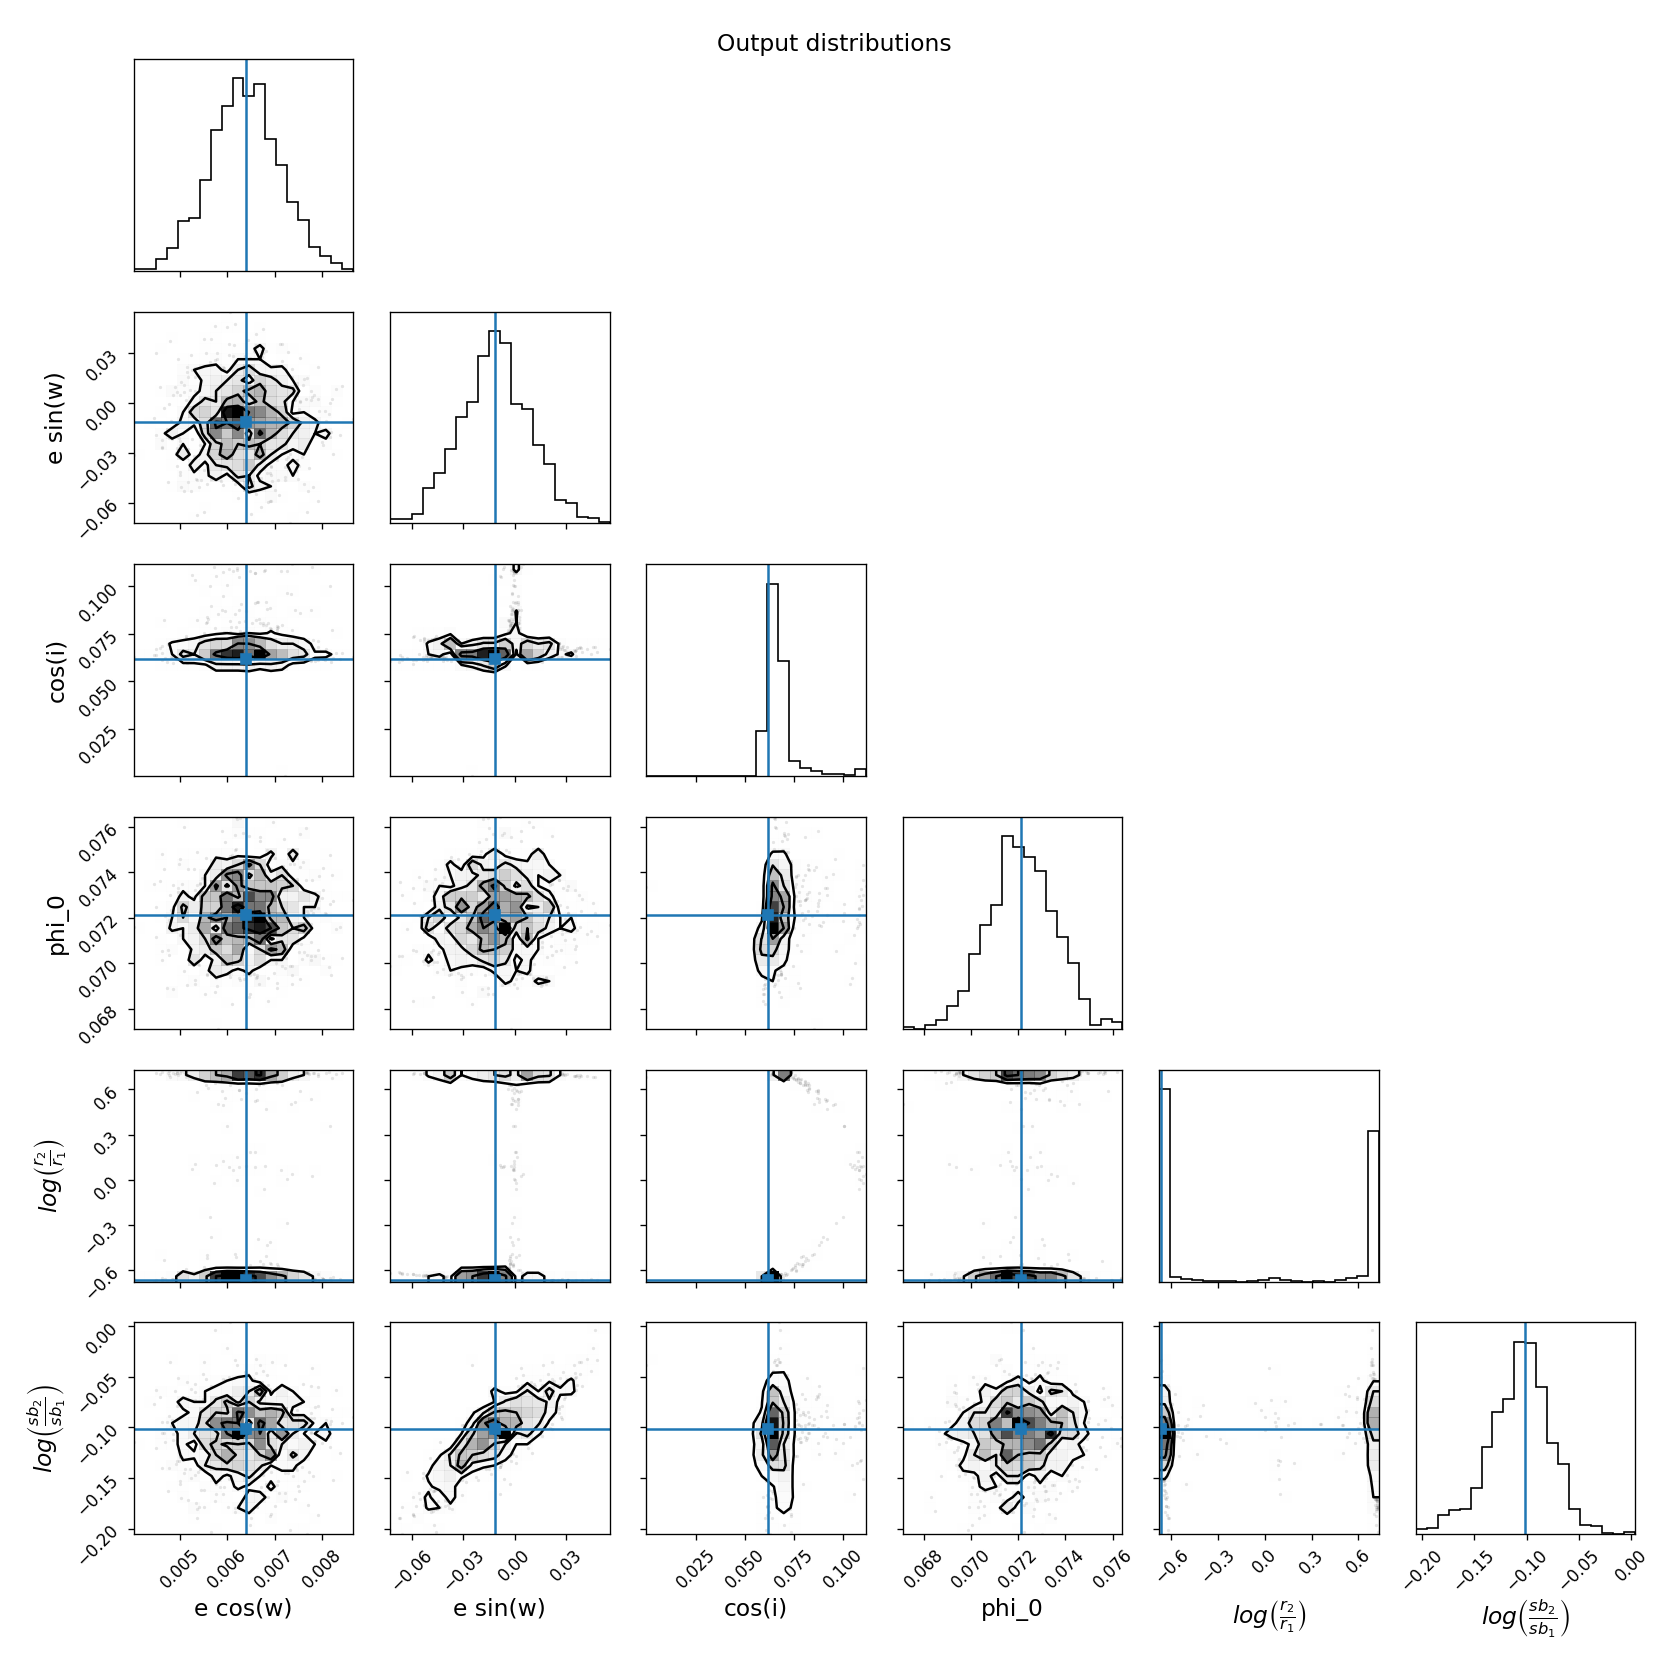 Output distributions
e sin(w)
0.03
0.00
−0.03
−0.06
cos(i)
0.100
0.075
0.050
0.025
phi_0
0.076
0.074
0.072
0.070
0.068
log(r2/r1)
0.6
0.3
0.0
−0.3
−0.6
log(sb2/sb1)
0.00
−0.05
−0.10
−0.15
−0.20
0.005 0.006 0.007 0.008
−0.06 −0.03 0.00 0.03
0.025 0.050 0.075 0.100
0.068 0.070 0.072 0.074 0.076
−0.6 −0.3 0.0 0.3 0.6
−0.20 −0.15 −0.10 −0.05 0.00
e cos(w)
e sin(w)
cos(i)
phi_0
log(r2/r1)
log(sb2/sb1)